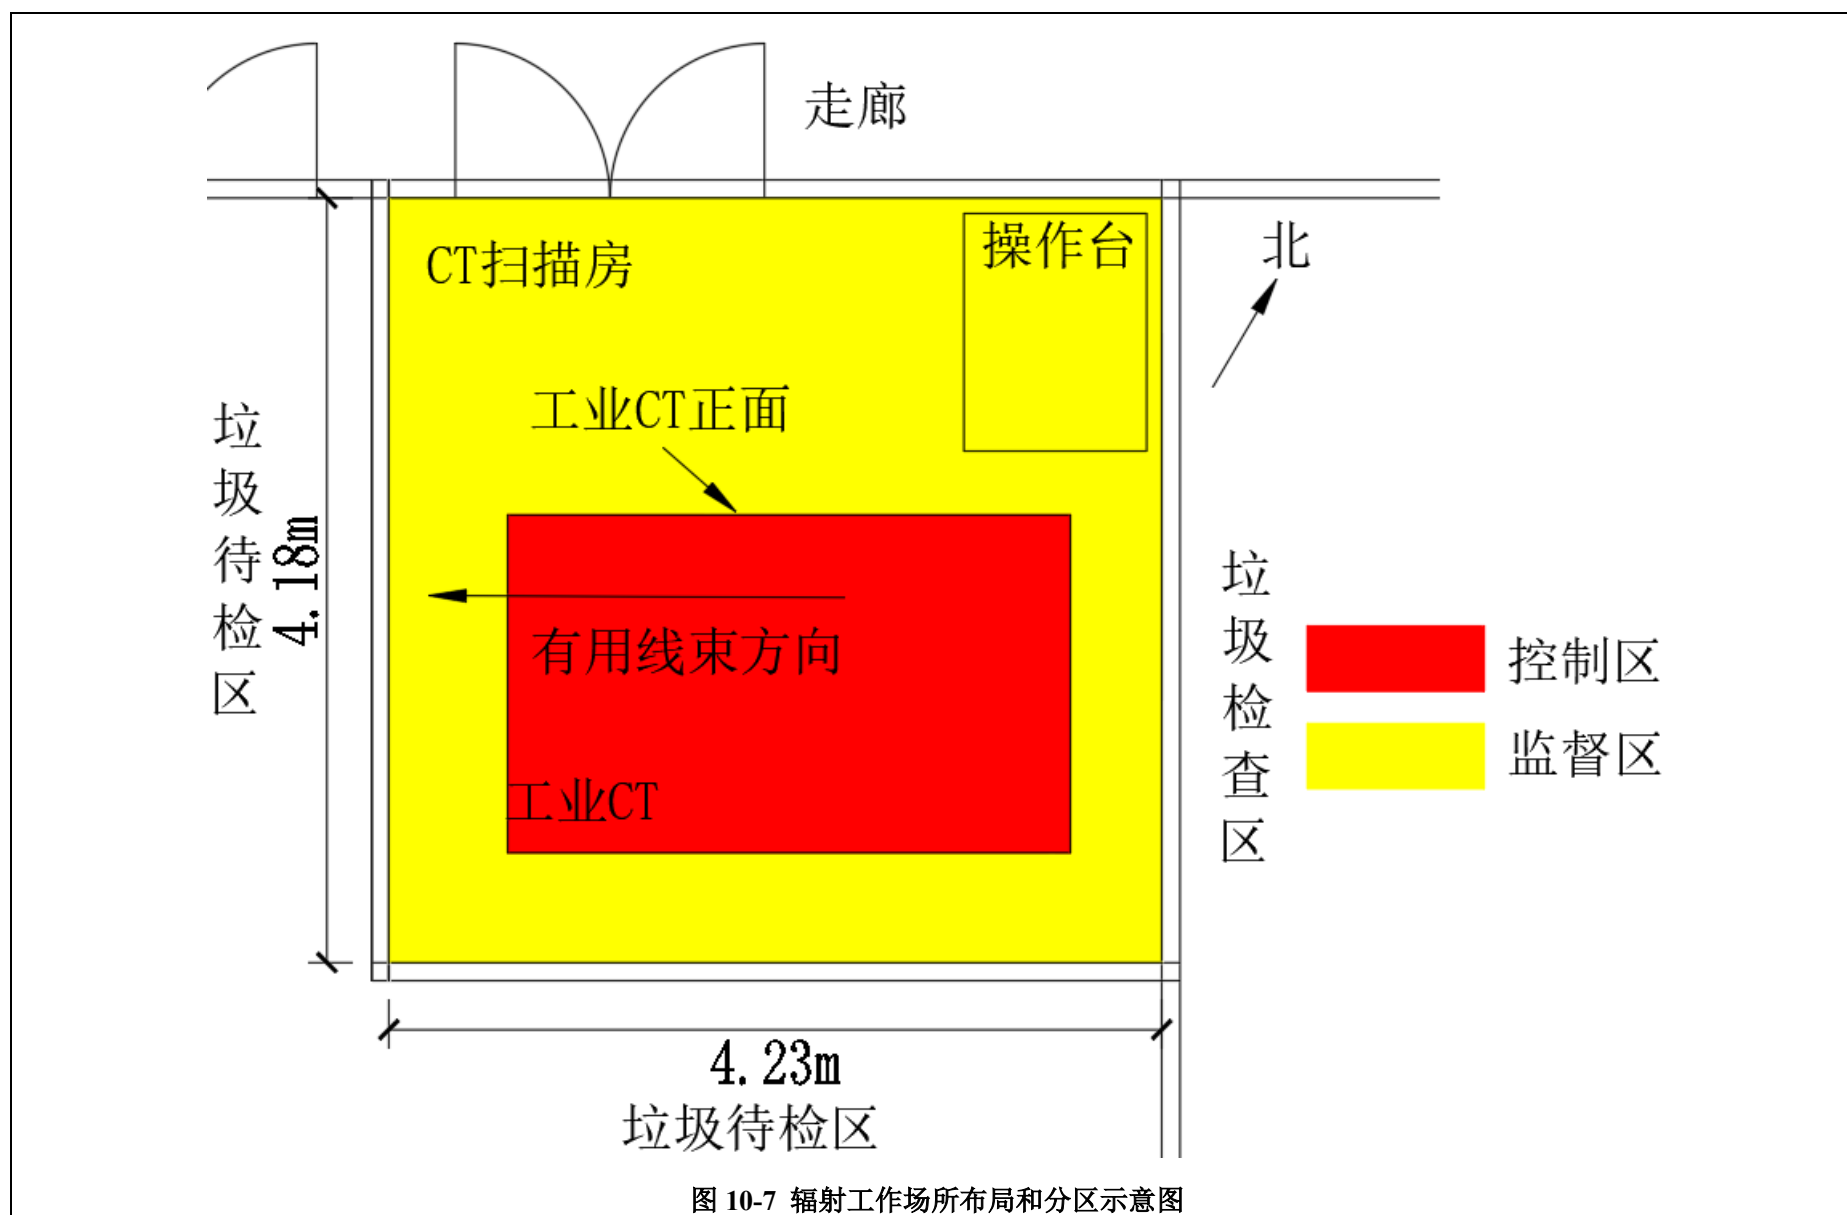 走廊
CT扫描房
操作台
北
工业CT正面
垃圾待检区
4.18m
有用线束方向
工业CT
垃圾检查区
控制区
监督区
4.23m
垃圾待检区
图 10-7 辐射工作场所布局和分区示意图